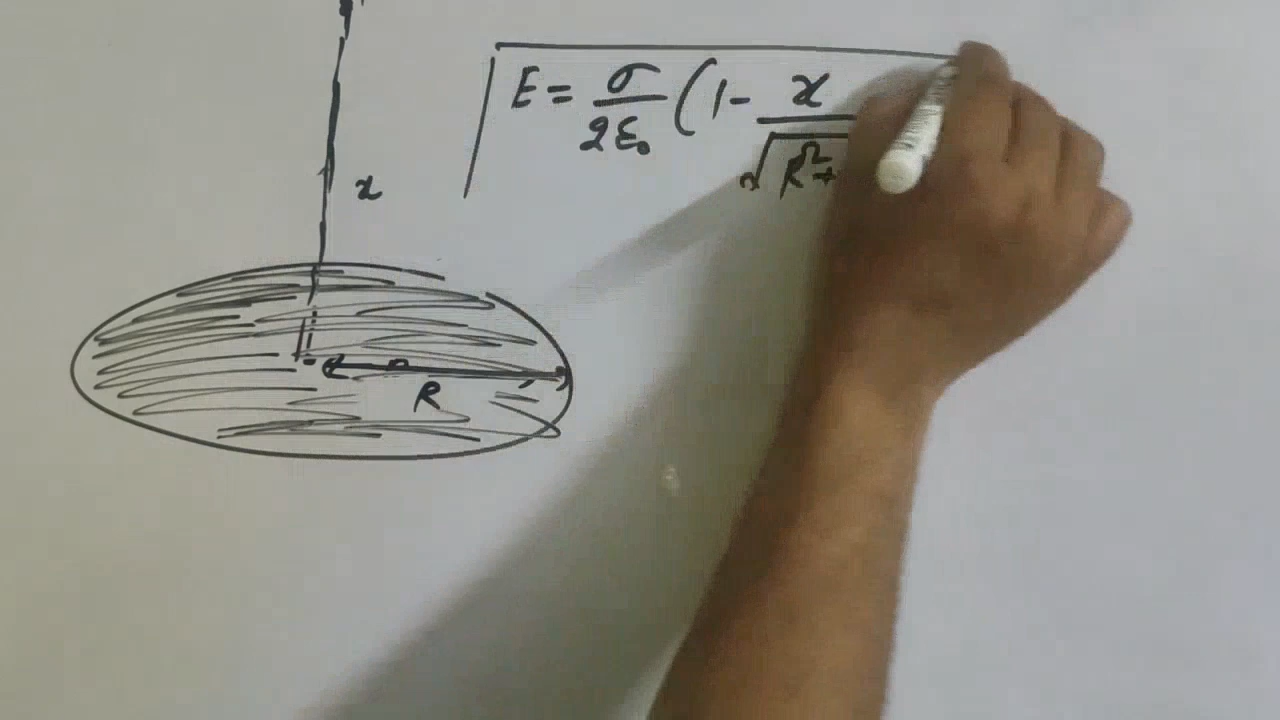 E = σ/2ε₀ (1 - x/√R²+
x
R